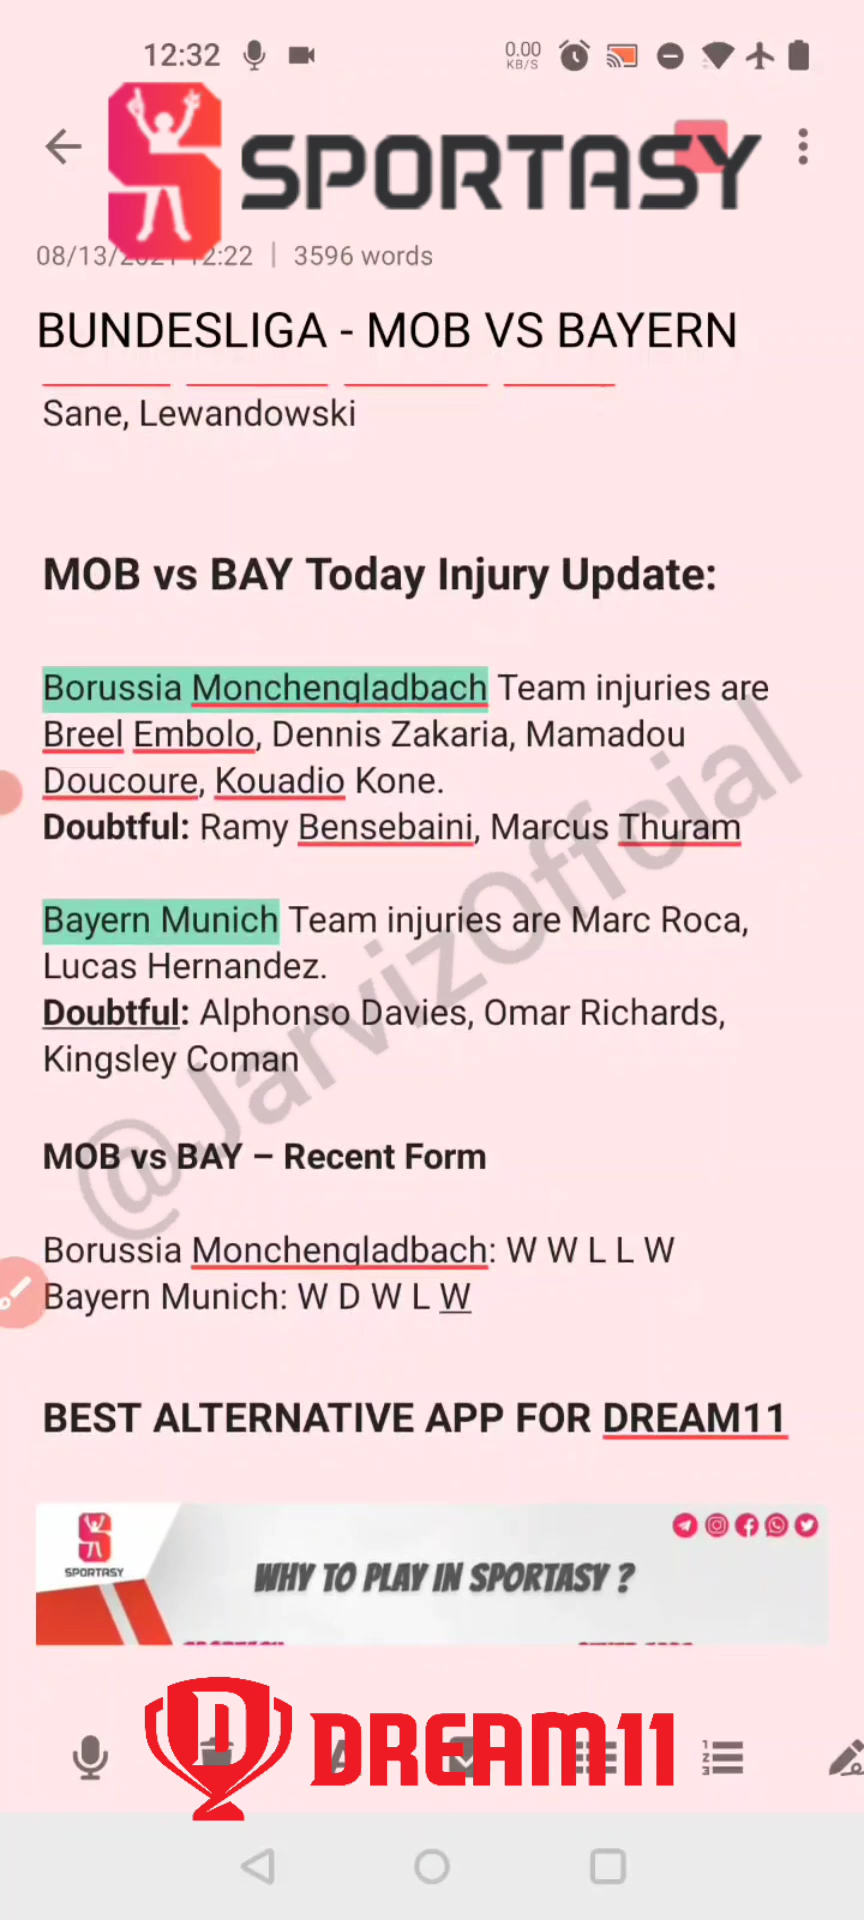 12:32
0.00
KB/S
SPORTASY
08/13/2021 12:22 | 3596 words
BUNDESLIGA - MOB VS BAYERN
Sane, Lewandowski
MOB vs BAY Today Injury Update:
Borussia Monchengladbach Team injuries are
Breel Embolo, Dennis Zakaria, Mamadou
Doucoure, Kouadio Kone.
Doubtful: Ramy Bensebaini, Marcus Thuram
Bayern Munich Team injuries are Marc Roca,
Lucas Hernandez.
Doubtful: Alphonso Davies, Omar Richards,
Kingsley Coman
@JarvizOffcial
MOB vs BAY – Recent Form
Borussia Monchengladbach: W W L L W
Bayern Munich: W D W L W
BEST ALTERNATIVE APP FOR DREAM11
SPORTASY
WHY TO PLAY IN SPORTASY ?
D DREAM11